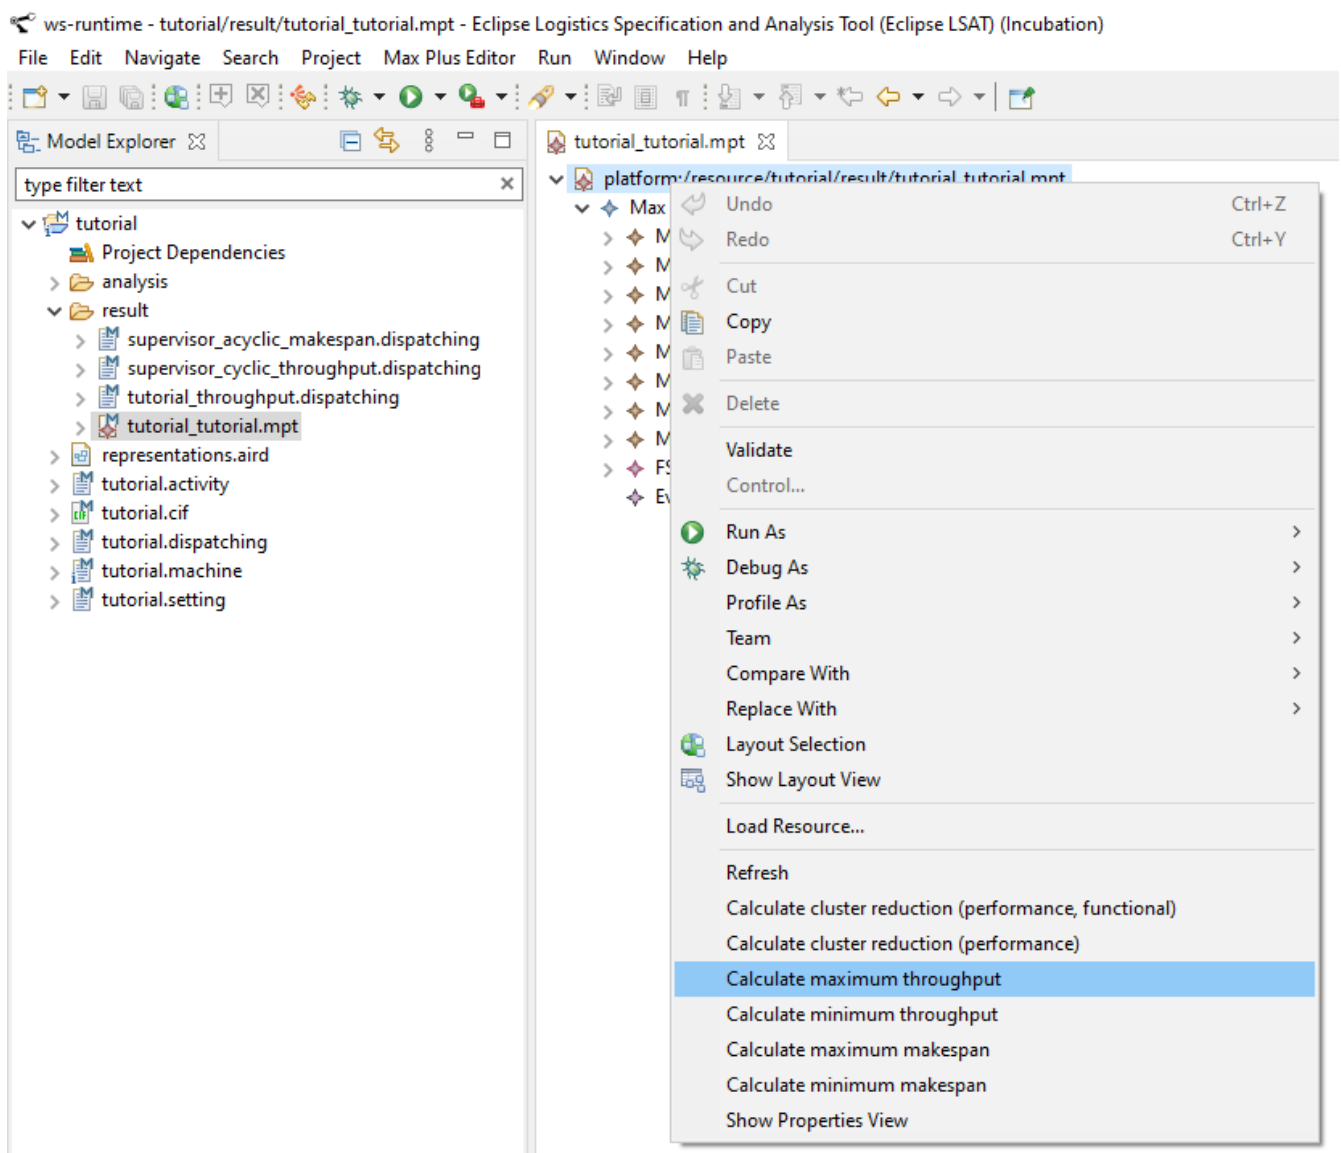 ws-runtime - tutorial/result/tutorial_tutorial.mpt - Eclipse Logistics Specification and Analysis Tool (Eclipse LSAT) (Incubation)
File Edit Navigate Search Project Max Plus Editor Run Window Help
Model Explorer
type filter text
tutorial
Project Dependencies
analysis
result
supervisor_acyclic_makespan.dispatching
supervisor_cyclic_throughput.dispatching
tutorial_throughput.dispatching
tutorial_tutorial.mpt
representations.aird
tutorial.activity
tutorial.cif
tutorial.dispatching
tutorial.machine
tutorial.setting
tutorial_tutorial.mpt
platform:/resource/tutorial/result/tutorial_tutorial.mpt
Max
M
M
M
M
M
M
M
M
FS
Ev
Undo Ctrl+Z
Redo Ctrl+Y
Cut
Copy
Paste
Delete
Validate
Control...
Run As
Debug As
Profile As
Team
Compare With
Replace With
Layout Selection
Show Layout View
Load Resource...
Refresh
Calculate cluster reduction (performance, functional)
Calculate cluster reduction (performance)
Calculate maximum throughput
Calculate minimum throughput
Calculate maximum makespan
Calculate minimum makespan
Show Properties View